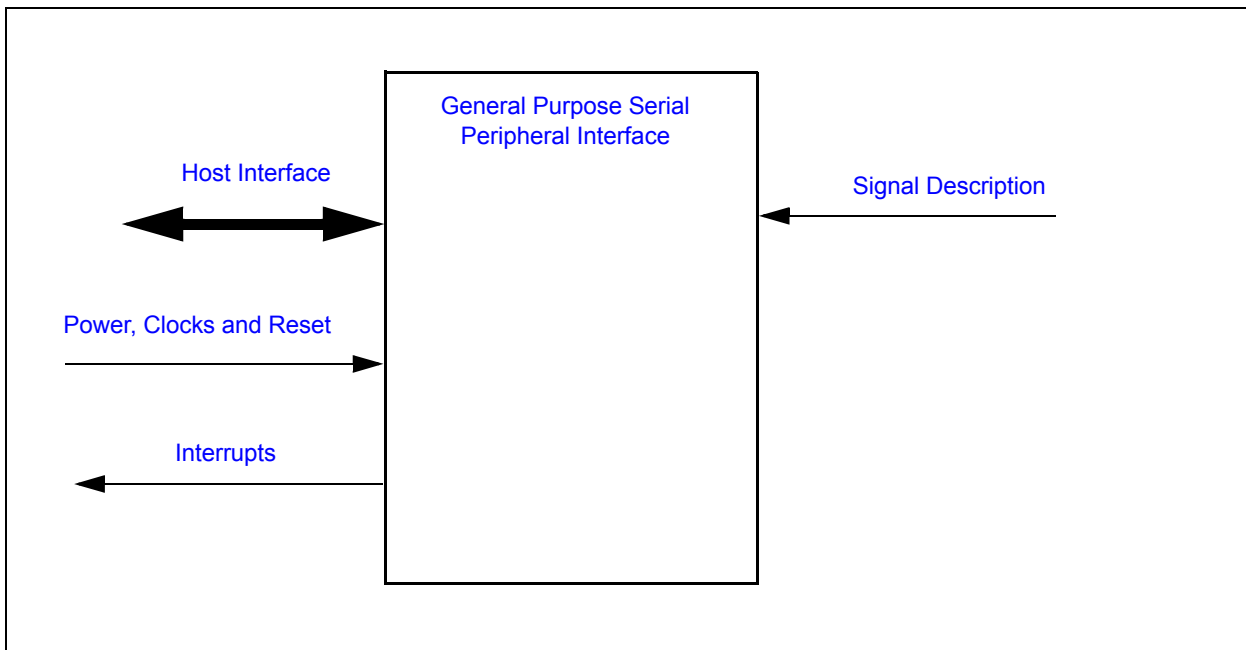 General Purpose Serial
Peripheral Interface
Host Interface
Signal Description
Power, Clocks and Reset
Interrupts